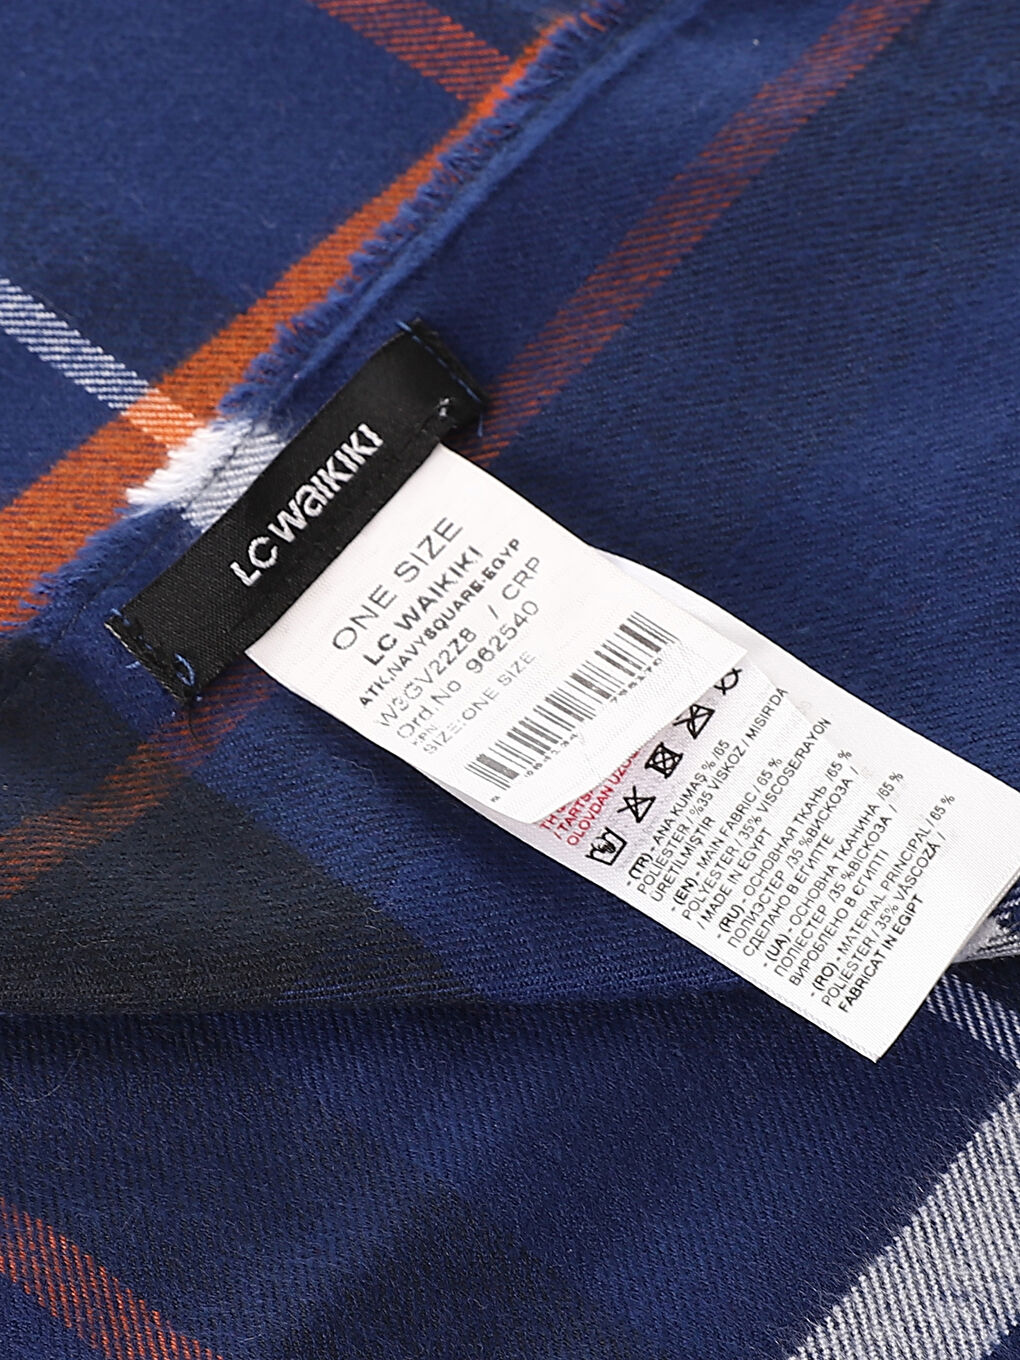 LC WAIKIKI
ONE SIZE
LC WAIKIKI
ATK.NAVYSQUARE-EGYP
W3GV22Z8 / CRP
Ord.No 962540
SIZE:ONE SIZE
/TARTS
OLOVDAN UZU
- (TR) - ANA KUMAŞ %/65
POLIESTER / %35 VISKOZ / MISIR'DA
ÜRETİLMİŞTİR
- (EN) - MAIN FABRIC / 65 %
POLYESTER / 35% VISCOSE/RAYON
/ MADE IN EGYPT
- (RU) - ОСНОВНАЯ ТКАНЬ / 65 %
ПОЛИЭСТЕР / 35 %ВИСКОЗА /
СДЕЛАНО В ЕГИПТЕ
- (UA) - ОСНОВНА ТКАНИНА / 65 %
ПОЛІЕСТЕР / 35 %ВІСКОЗА /
ВИРОБЛЕНО В ЄГИПТІ
- (RO) - MATERIAL PRINCIPAL / 65 %
POLIESTER / 35% VÂSCOZĂ /
FABRICAT IN EGIPT